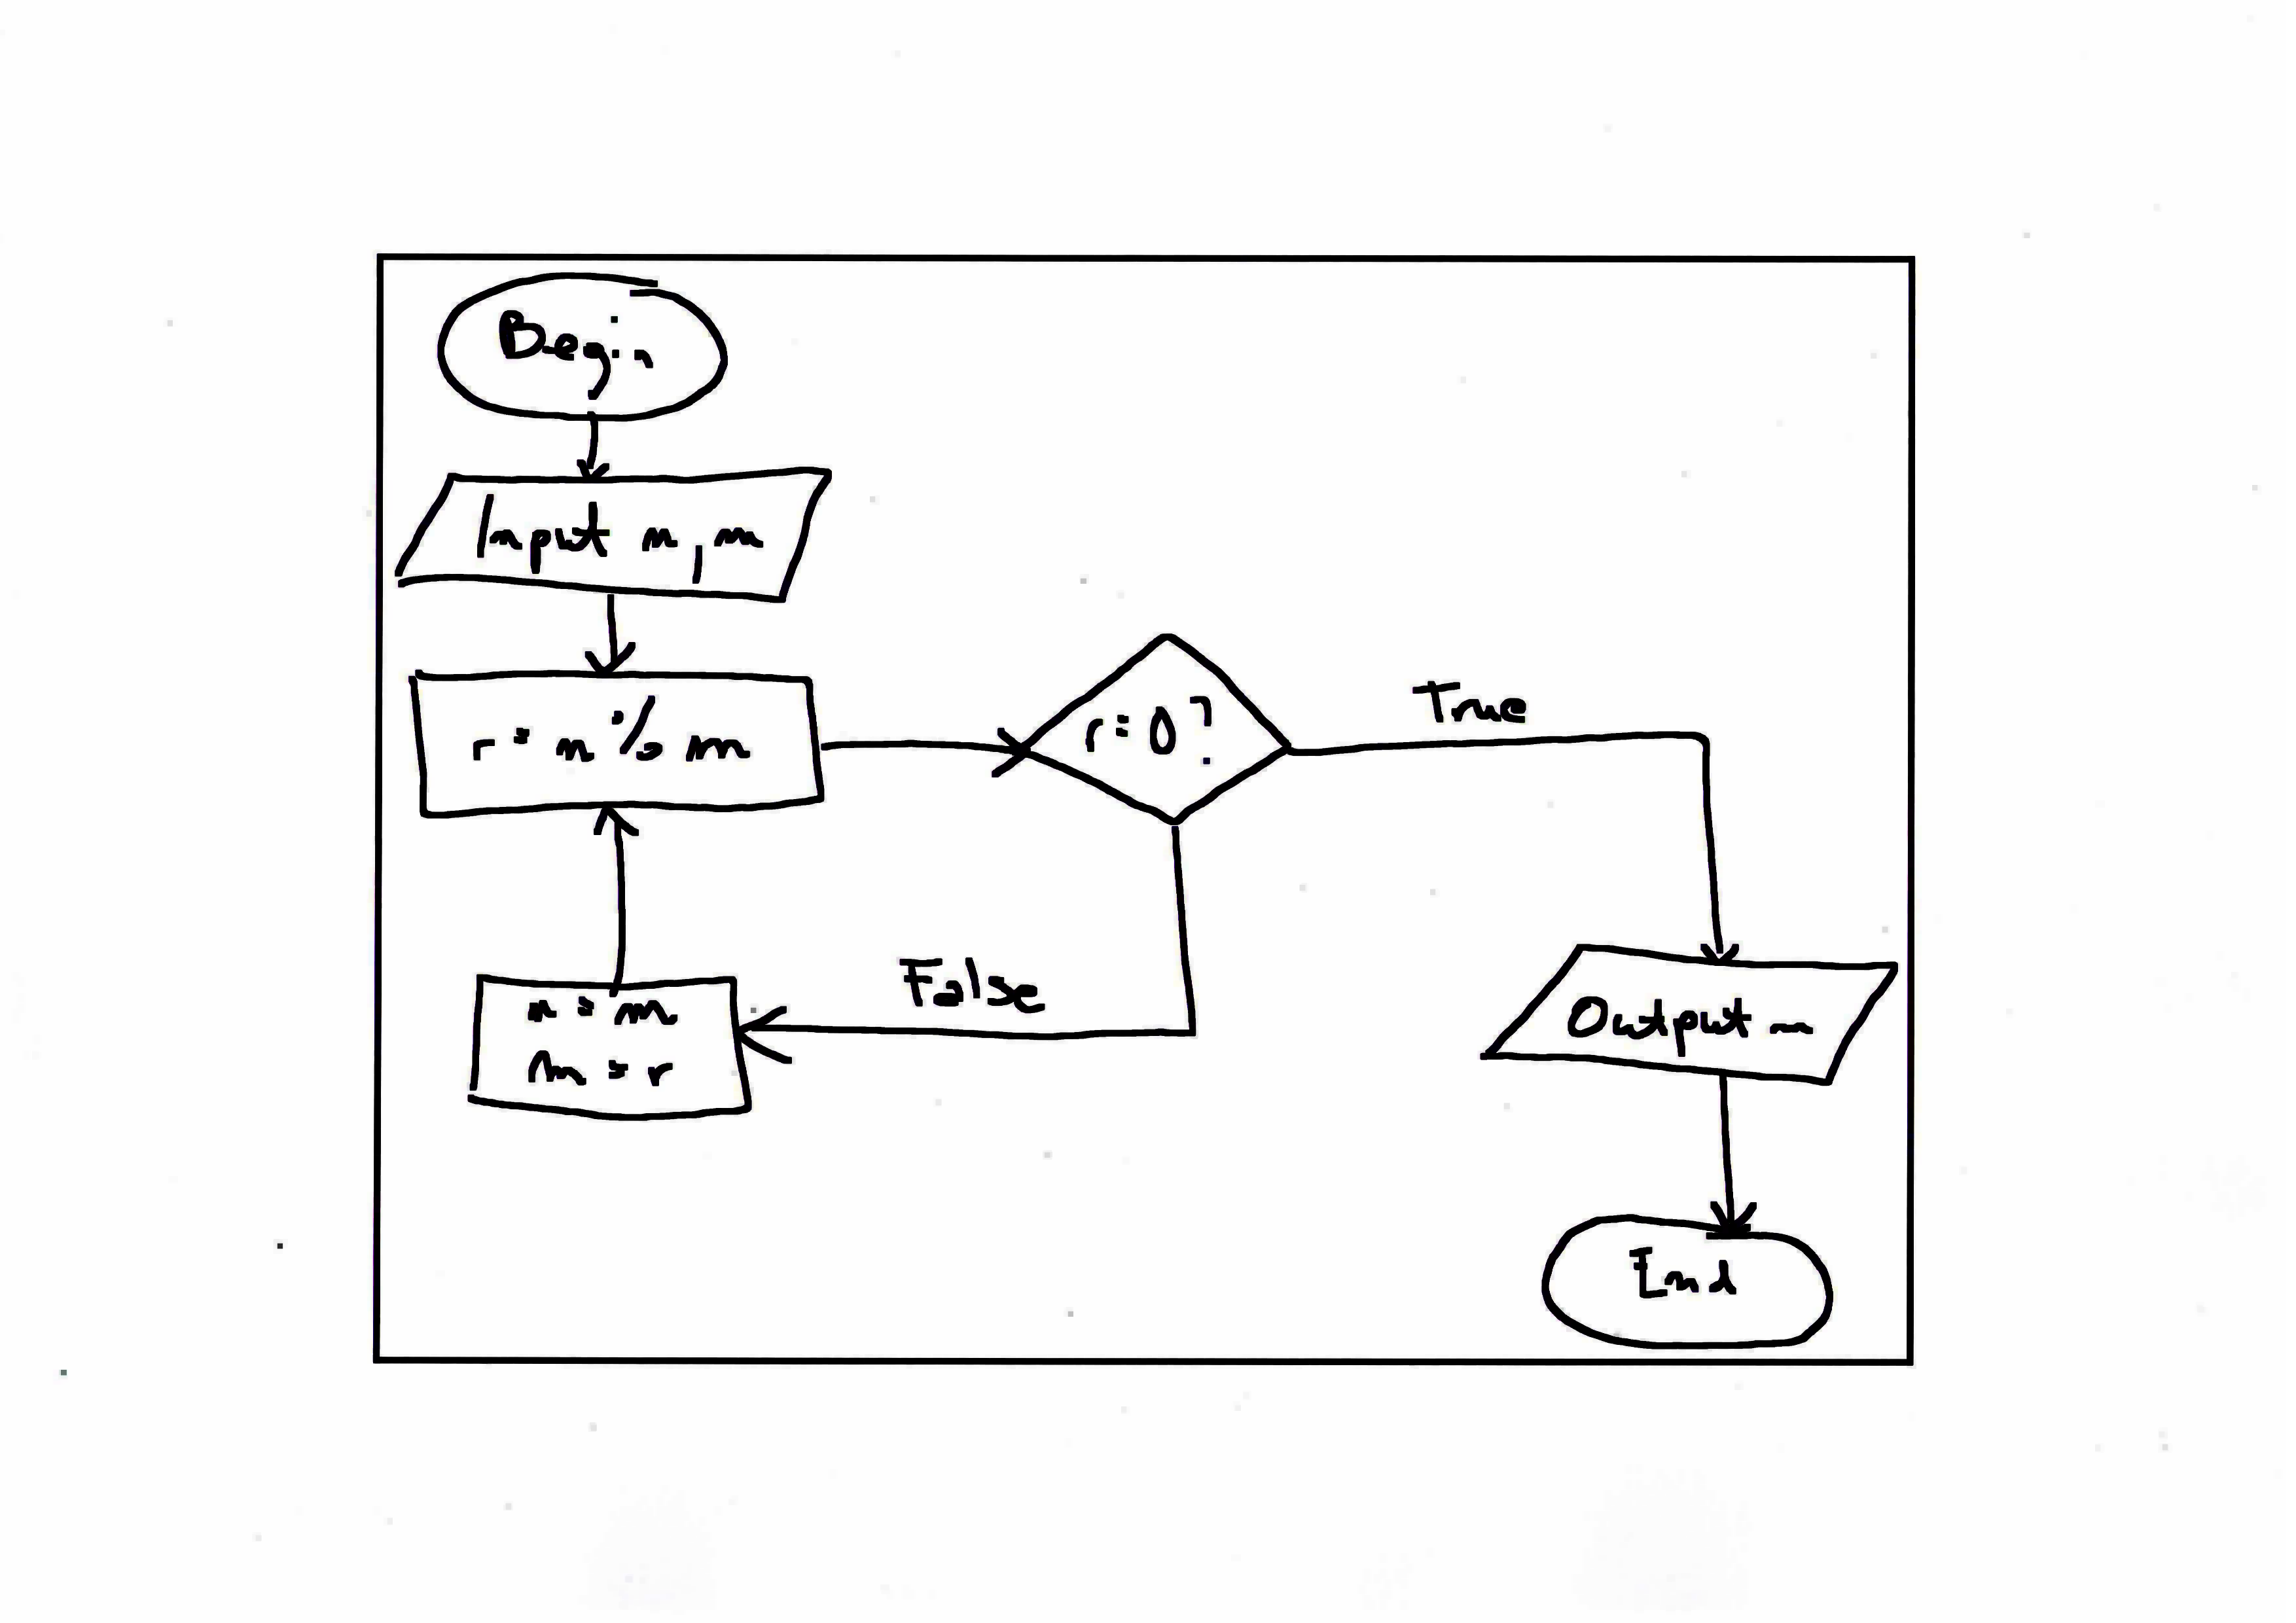 Begin
Input n, m
r = n % m
r = 0?
True
False
n = m
m = r
Output m
End